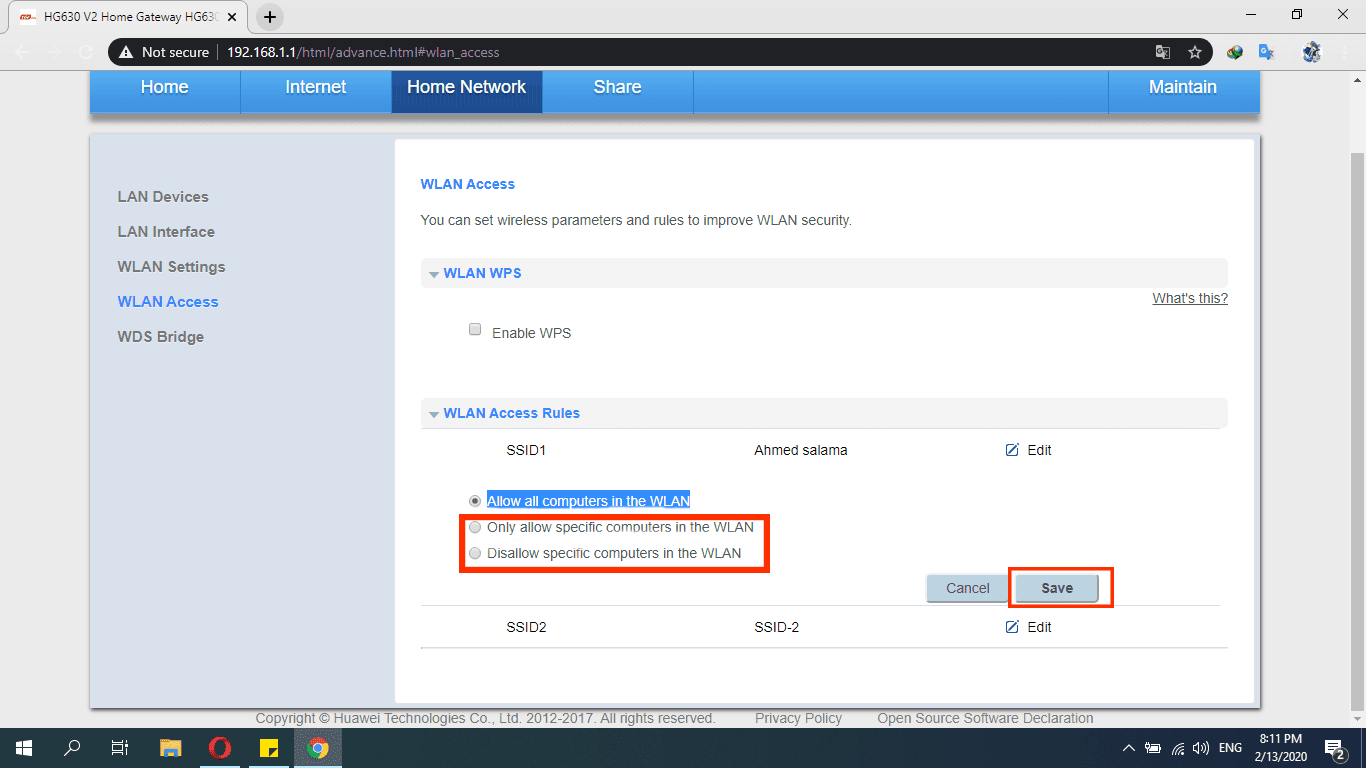 HG630 V2 Home Gateway HG630
Not secure | 192.168.1.1/html/advance.html#wlan_access
Home Internet Home Network Share Maintain
LAN Devices
LAN Interface
WLAN Settings
WLAN Access
WDS Bridge
WLAN Access
You can set wireless parameters and rules to improve WLAN security.
WLAN WPS
What's this?
Enable WPS
WLAN Access Rules
SSID1 Ahmed salama Edit
Allow all computers in the WLAN
Only allow specific computers in the WLAN
Disallow specific computers in the WLAN
Cancel Save
SSID2 SSID-2 Edit
Copyright © Huawei Technologies Co., Ltd. 2012-2017. All rights reserved. Privacy Policy Open Source Software Declaration
ENG
8:11 PM
2/13/2020
2